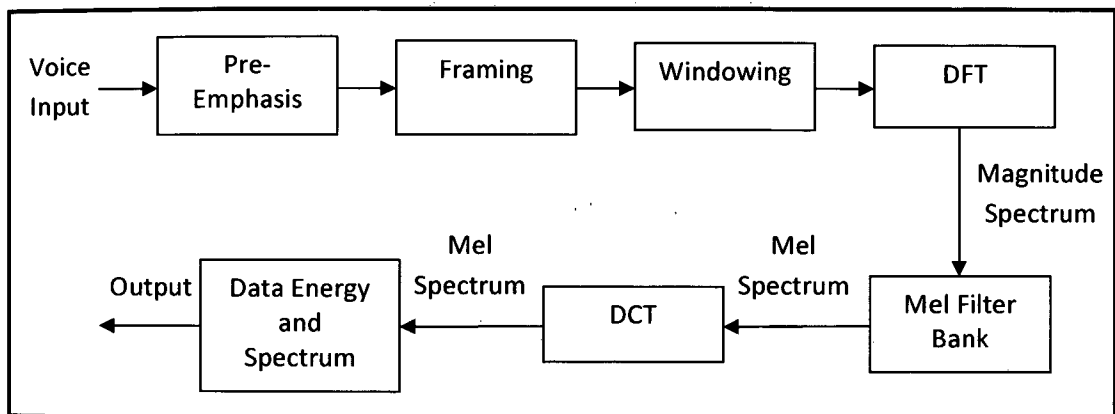 Voice
Input
Pre-
Emphasis
Framing
Windowing
DFT
Magnitude
Spectrum
Mel Filter
Bank
Mel
Spectrum
DCT
Mel
Spectrum
Data Energy
and
Spectrum
Output